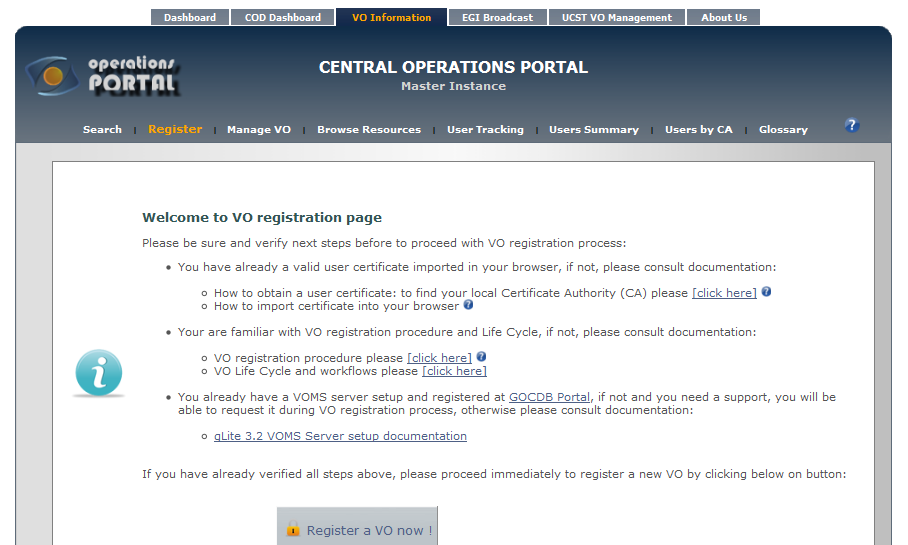 Dashboard COD Dashboard VO Information EGI Broadcast UCST VO Management About Us
operations
PORTAL
CENTRAL OPERATIONS PORTAL
Master Instance
Search Register Manage VO Browse Resources User Tracking Users Summary Users by CA Glossary ?
Welcome to VO registration page
Please be sure and verify next steps before to proceed with VO registration process:
• You have already a valid user certificate imported in your browser, if not, please consult documentation:
How to obtain a user certificate: to find your local Certificate Authority (CA) please [click here] ?
How to import certificate into your browser ?
• Your are familiar with VO registration procedure and Life Cycle, if not, please consult documentation:
VO registration procedure please [click here] ?
VO Life Cycle and workflows please [click here]
i
• You already have a VOMS server setup and registered at GOCDB Portal, if not and you need a support, you will be
able to request it during VO registration process, otherwise please consult documentation:
gLite 3.2 VOMS Server setup documentation
If you have already verified all steps above, please proceed immediately to register a new VO by clicking below on button:
Register a VO now !